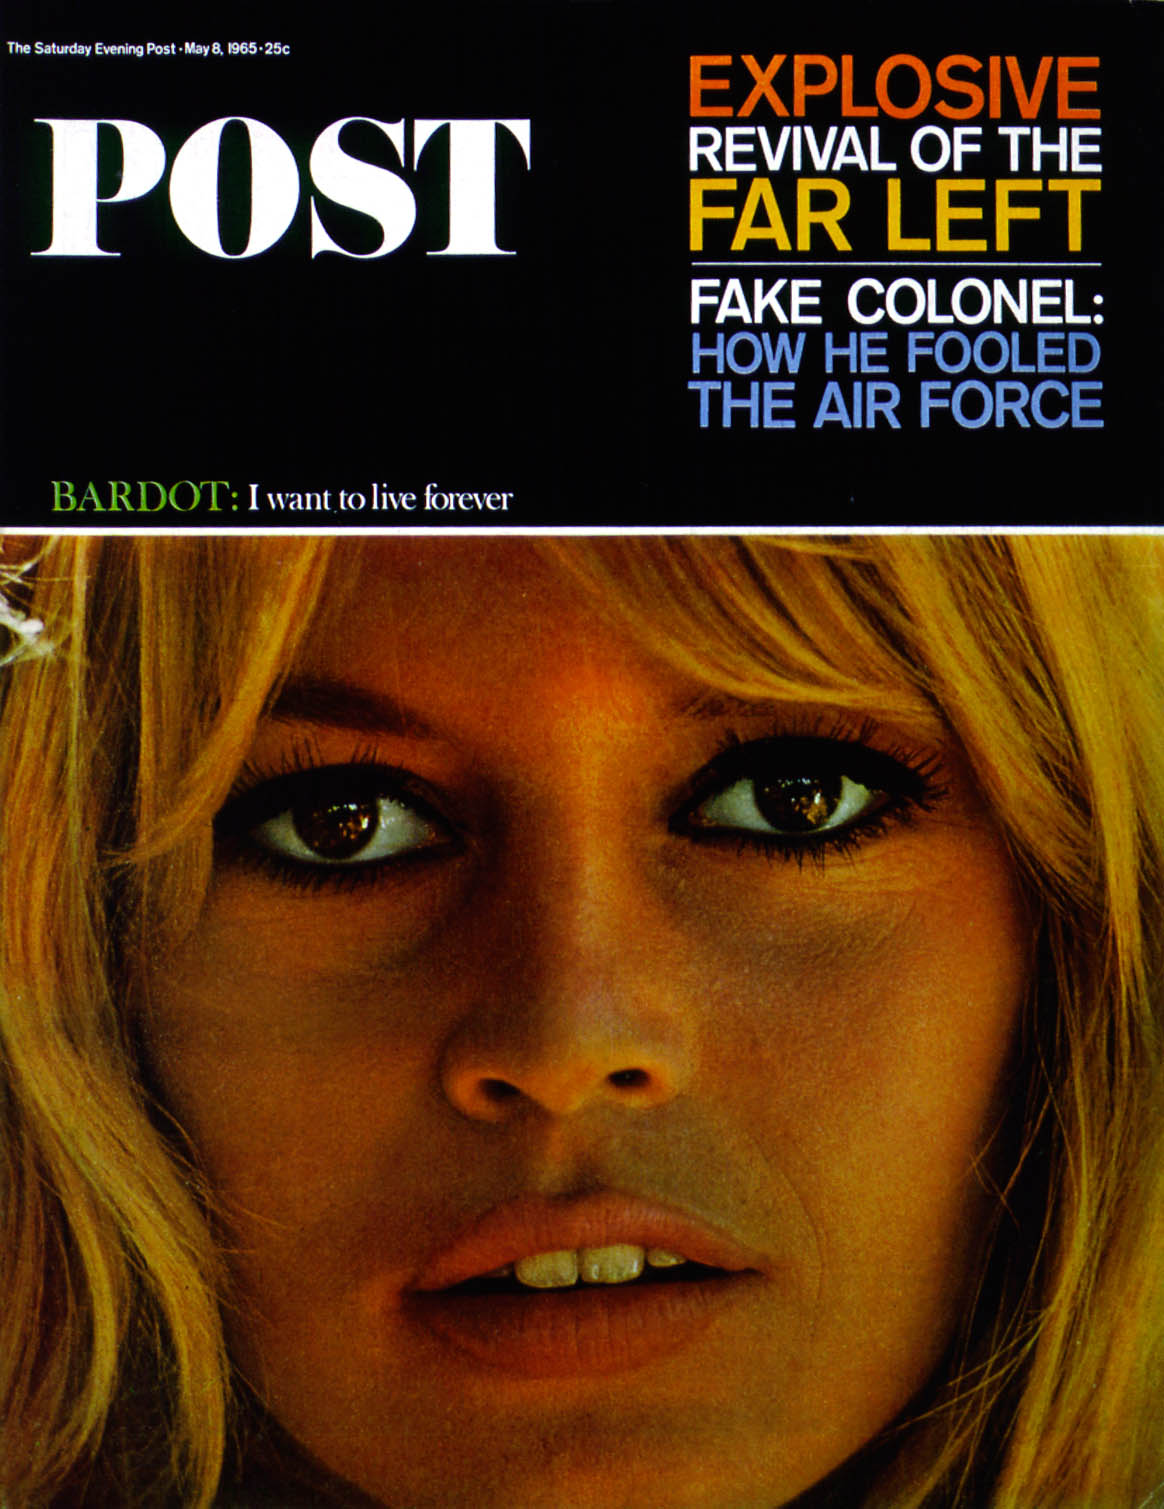 The Saturday Evening Post · May 8, 1965 · 25c
POST
EXPLOSIVE
REVIVAL OF THE
FAR LEFT
FAKE COLONEL:
HOW HE FOOLED
THE AIR FORCE
BARDOT: I want to live forever